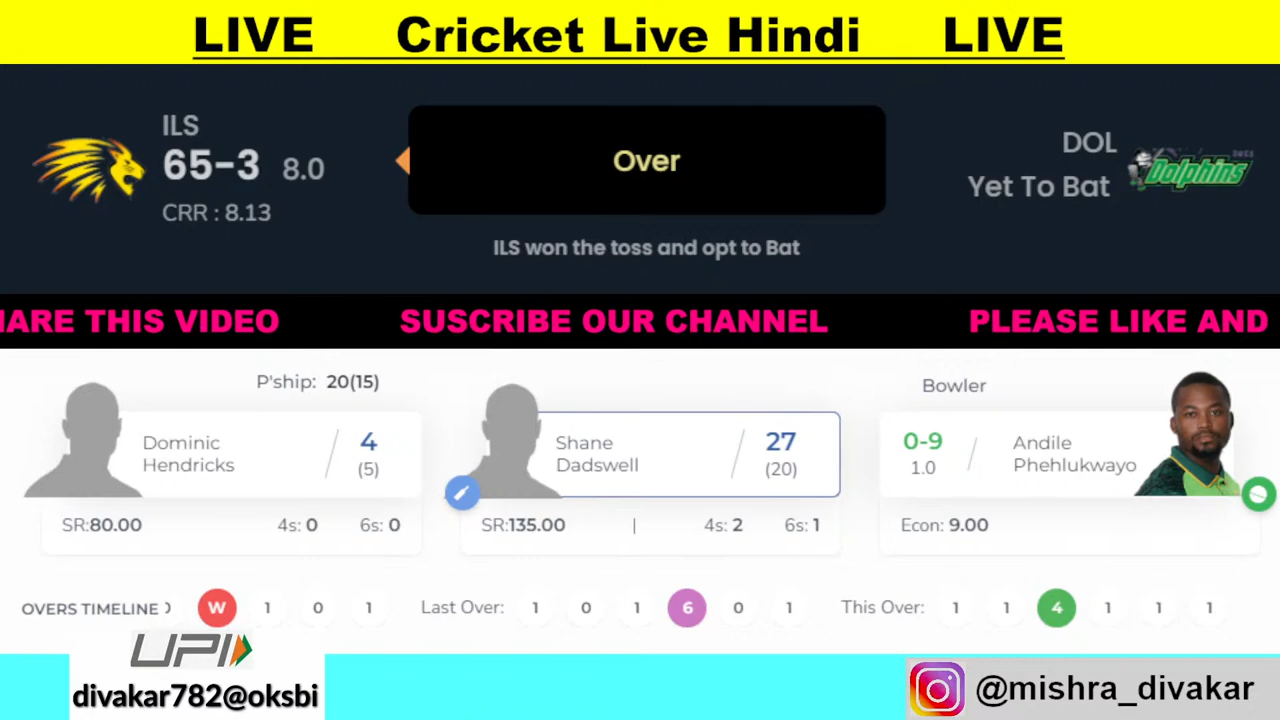 LIVE Cricket Live Hindi LIVE
ILS
65-3 8.0
CRR : 8.13
Over
ILS won the toss and opt to Bat
DOL
Yet To Bat
Dolphins
HARE THIS VIDEO SUSCRIBE OUR CHANNEL PLEASE LIKE AND
P'ship: 20(15)
Dominic
Hendricks
4
(5)
SR:80.00 4s: 0 6s: 0
Shane
Dadswell
27
(20)
SR:135.00 | 4s: 2 6s: 1
Bowler
0-9
1.0
Andile
Phehlukwayo
Econ: 9.00
OVERS TIMELINE W 1 0 1 Last Over: 1 0 1 6 0 1 This Over: 1 1 4 1 1 1
UPI
divakar782@oksbi
@mishra_divakar